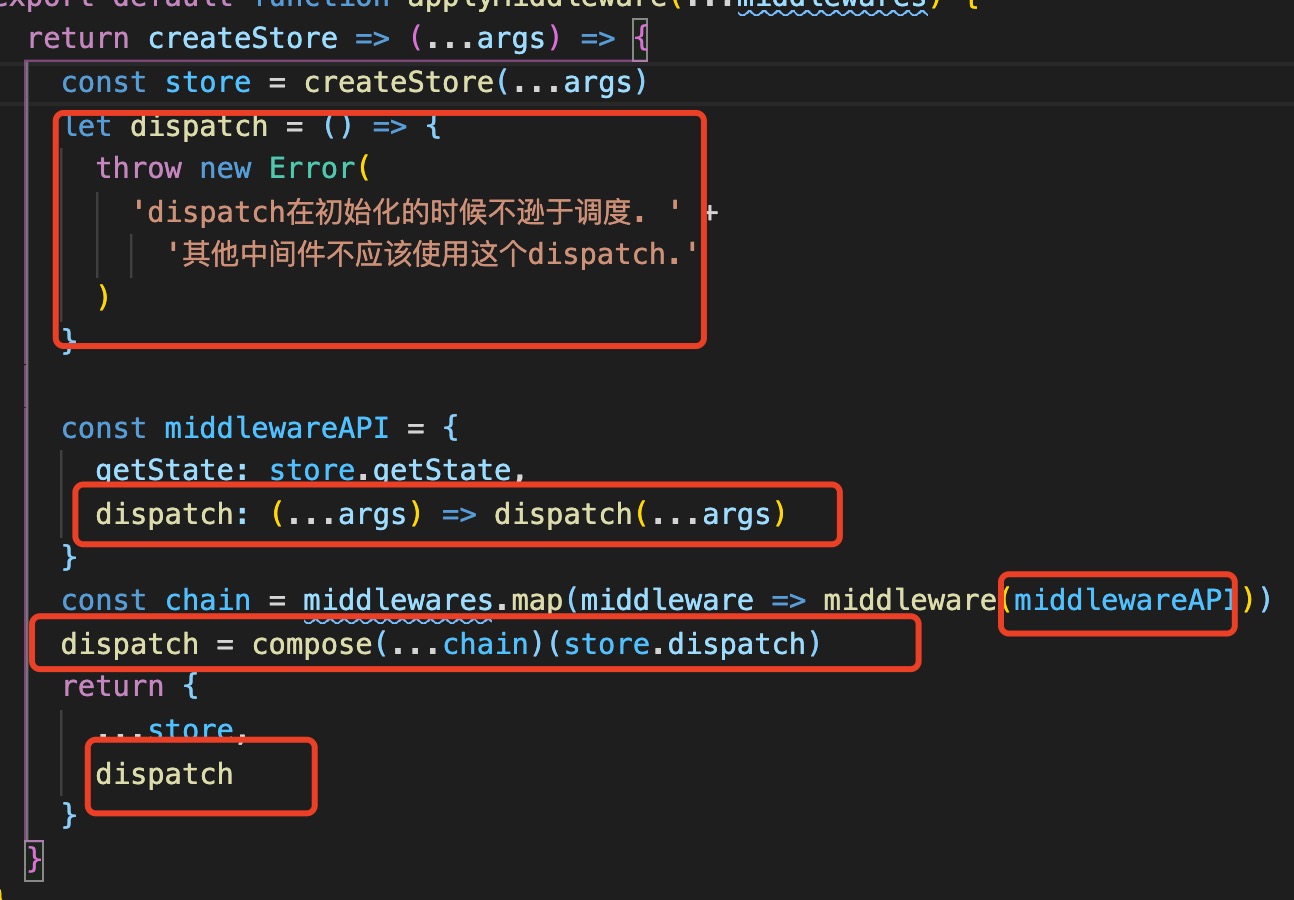 export default function applyMiddleware(...middlewares) {
return createStore => (...args) => {
const store = createStore(...args)
let dispatch = () => {
throw new Error(
'dispatch在初始化的时候不逊于调度. ' +
'其他中间件不应该使用这个dispatch.'
)
}
const middlewareAPI = {
getState: store.getState,
dispatch: (...args) => dispatch(...args)
}
const chain = middlewares.map(middleware => middleware(middlewareAPI))
dispatch = compose(...chain)(store.dispatch)
return {
...store,
dispatch
}
}